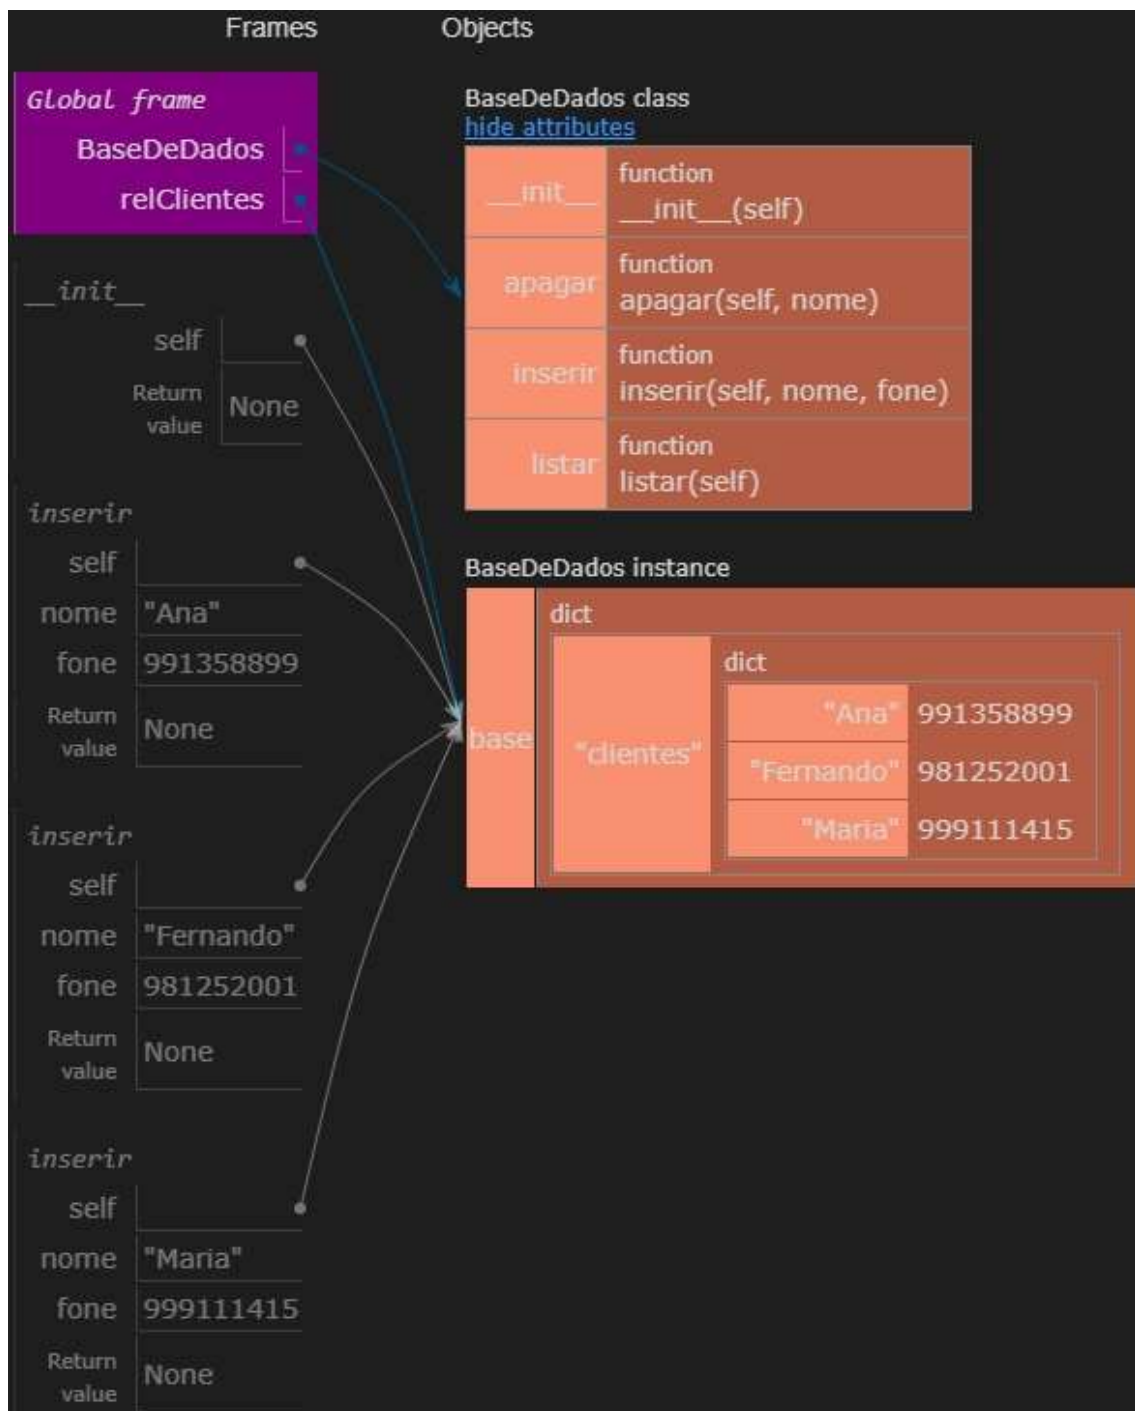 Frames
Objects
Global frame
BaseDeDados
relClientes
__init__
self
Return
value
None
inserir
self
nome "Ana"
fone 991358899
Return
value
None
inserir
self
nome "Fernando"
fone 981252001
Return
value
None
inserir
self
nome "Maria"
fone 999111415
Return
value
None
BaseDeDados class
hide attributes
__init__
function
__init__(self)
apagar
function
apagar(self, nome)
inserir
function
inserir(self, nome, fone)
listar
function
listar(self)
BaseDeDados instance
base
dict
"clientes"
dict
"Ana" 991358899
"Fernando" 981252001
"Maria" 999111415